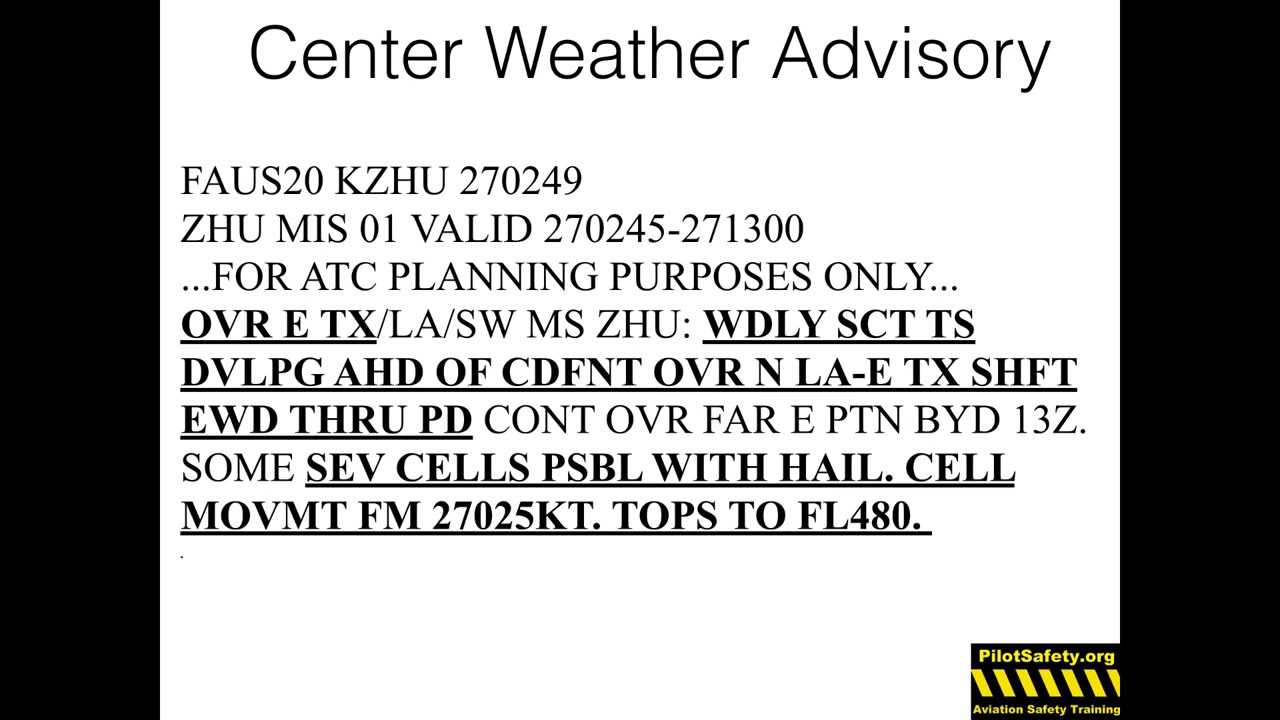 Center Weather Advisory
FAUS20 KZHU 270249
ZHU MIS 01 VALID 270245-271300
...FOR ATC PLANNING PURPOSES ONLY...
OVR E TX/LA/SW MS ZHU: WDLY SCT TS
DVLPG AHD OF CDFNT OVR N LA-E TX SHFT
EWD THRU PD CONT OVR FAR E PTN BYD 13Z.
SOME SEV CELLS PSBL WITH HAIL. CELL
MOVMT FM 27025KT. TOPS TO FL480.
.
PilotSafety.org
Aviation Safety Training